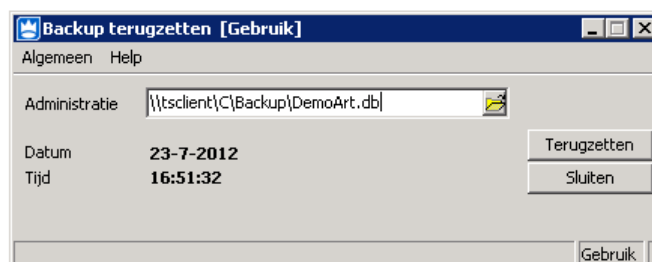 Backup terugzetten [Gebruik]
Algemeen Help
Administratie \\tsclient\C\Backup\DemoArt.db
Datum 23-7-2012
Terugzetten
Tijd 16:51:32
Sluiten
Gebruik